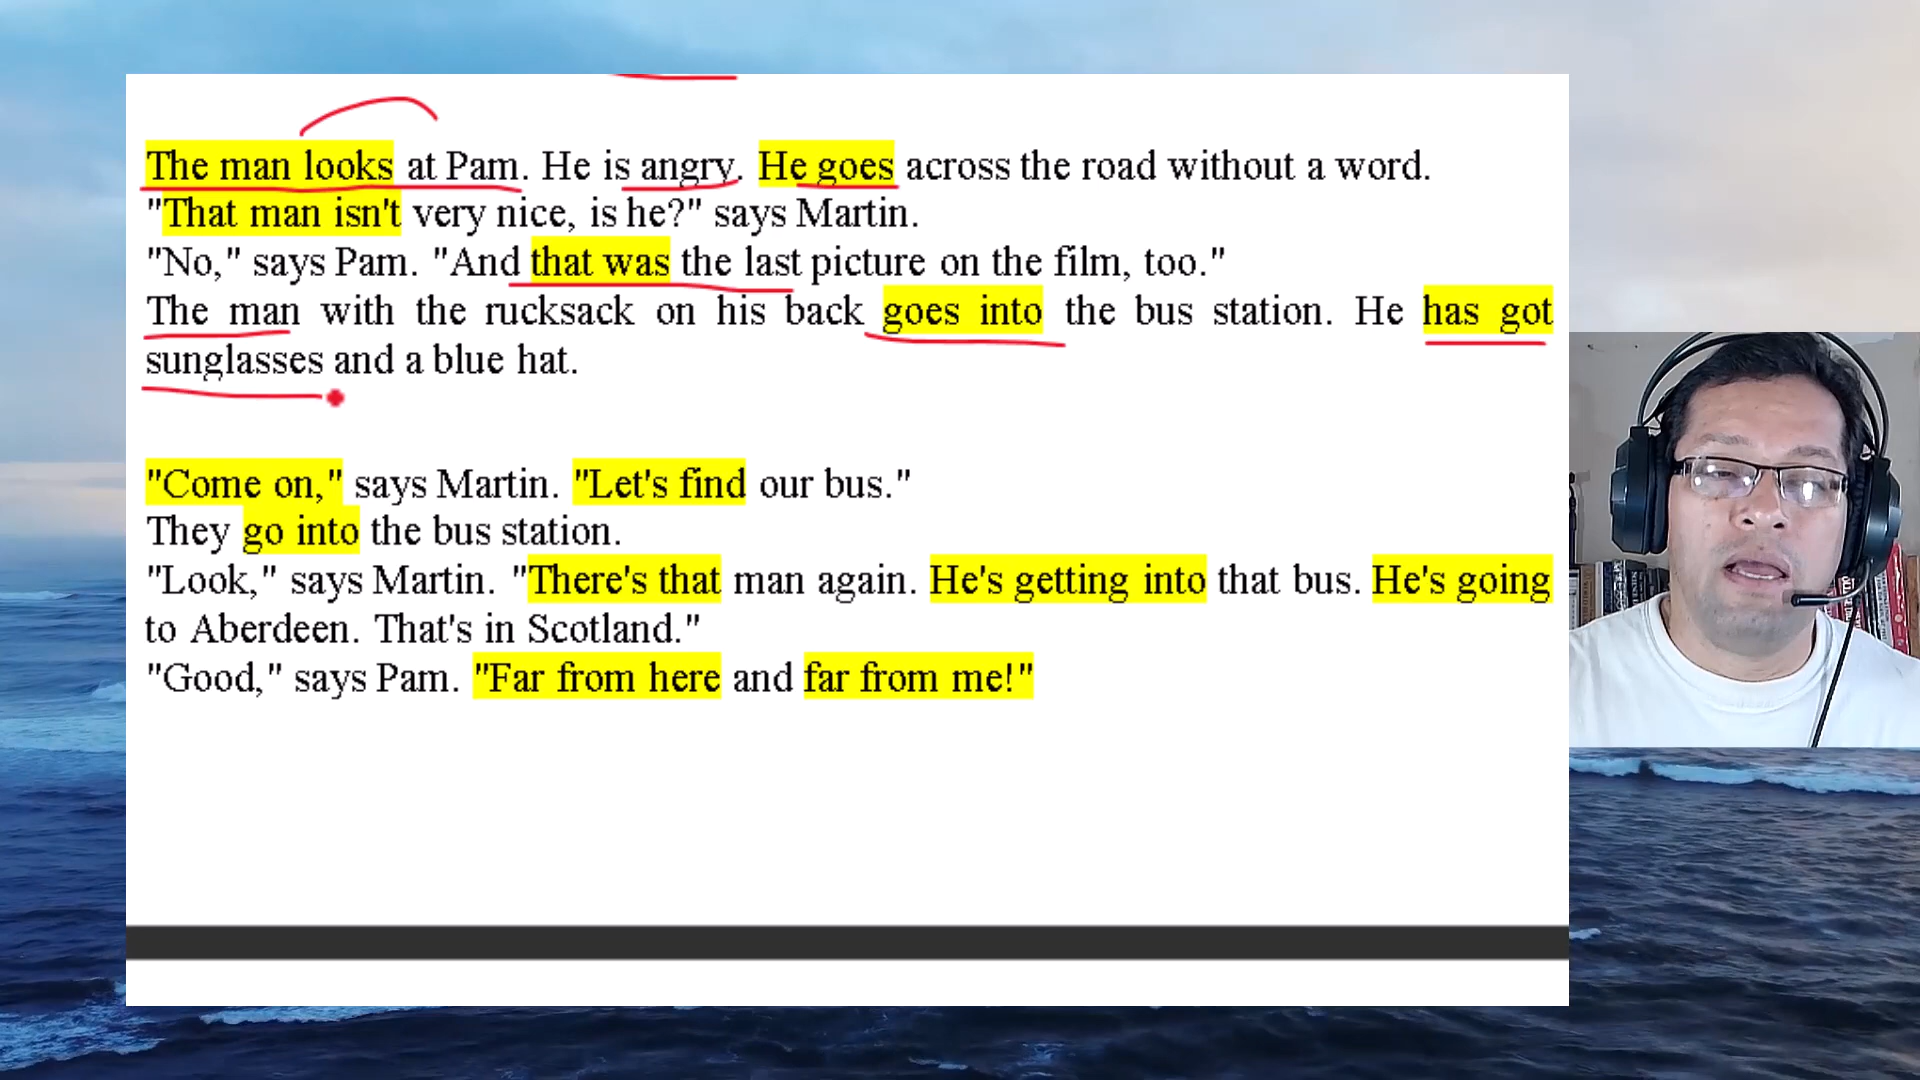 The man looks at Pam. He is angry. He goes across the road without a word.
"That man isn't very nice, is he?" says Martin.
"No," says Pam. "And that was the last picture on the film, too."
The man with the rucksack on his back goes into the bus station. He has got
sunglasses and a blue hat.
"Come on," says Martin. "Let's find our bus."
They go into the bus station.
"Look," says Martin. "There's that man again. He's getting into that bus. He's going
to Aberdeen. That's in Scotland."
"Good," says Pam. "Far from here and far from me!"